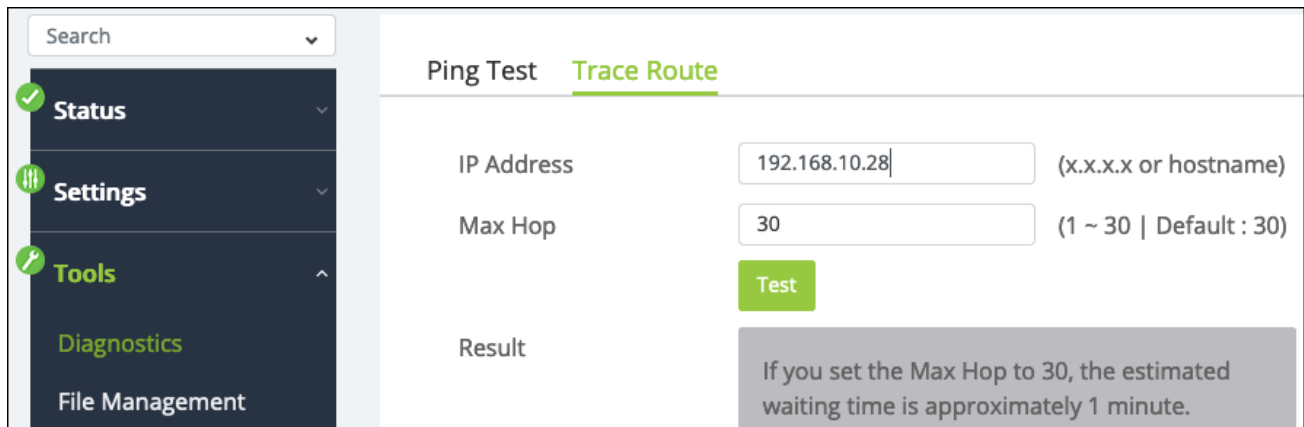 Search
Status
Settings
Tools
Diagnostics
File Management
Ping Test Trace Route
IP Address 192.168.10.28 (x.x.x.x or hostname)
Max Hop 30 (1 ~ 30 | Default : 30)
Test
Result
If you set the Max Hop to 30, the estimated
waiting time is approximately 1 minute.